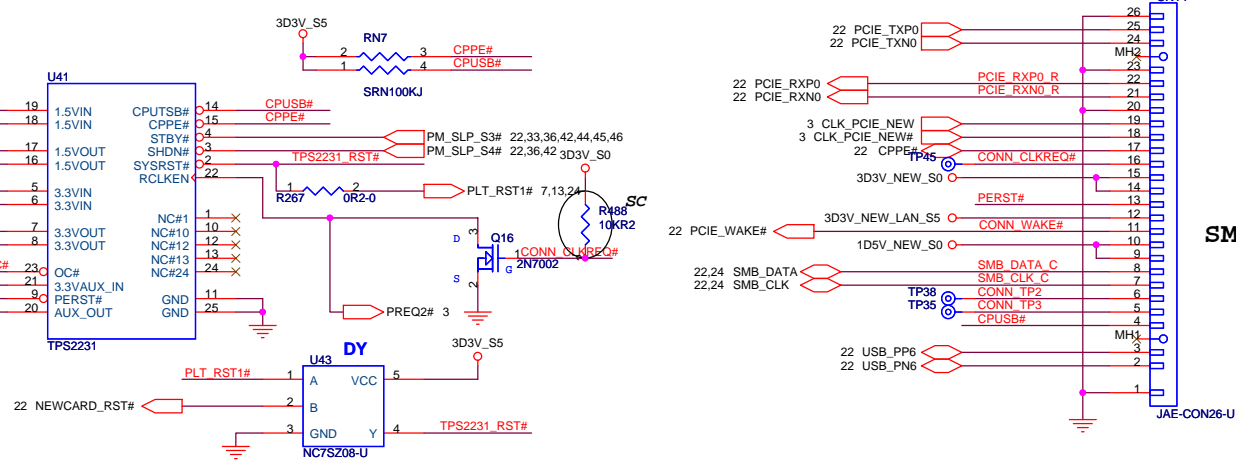 3D3V_S5
RN7
2 3 CPPE#
1 4 CPUSB#
SRN100KJ
U41
19 1.5VIN CPUTSB# 14 CPUSB#
18 1.5VIN CPPE# 15 CPPE#
STBY# 4 PM_SLP_S3# 22,33,36,42,44,45,46
17 1.5VOUT SHDN# 3 PM_SLP_S4# 22,36,42
16 1.5VOUT SYSRST# 2 TPS2231_RST#
RCLKEN 22
5 3.3VIN
6 3.3VIN
7 3.3VOUT
8 3.3VOUT
NC#1 1
NC#10 10
NC#12 12
NC#13 13
NC#24 24
23 OC#
21 3.3VAUX_IN
9 PERST#
20 AUX_OUT
GND 11
GND 25
TPS2231
1 2
R267 0R2-0
PLT_RST1# 7,13,24
3D3V_S0
SC
R488
10KR2
CONN_CLKREQ#
3
D
Q16
1
G
2N7002
S
2
PREQ2# 3
DY
3D3V_S5
U43
PLT_RST1# 1 A VCC 5
22 NEWCARD_RST# 2 B
3 GND Y 4 TPS2231_RST#
NC7SZ08-U
26
22 PCIE_TXP0 25
22 PCIE_TXN0 24
MH2
23
22 PCIE_RXP0 PCIE_RXP0_R 22
22 PCIE_RXN0 PCIE_RXN0_R 21
20
3 CLK_PCIE_NEW 19
3 CLK_PCIE_NEW# 18
22 CPPE# 17
TP45 CONN_CLKREQ# 16
3D3V_NEW_S0 15
14
PERST# 13
3D3V_NEW_LAN_S5 12
22 PCIE_WAKE# CONN_WAKE# 11
1D5V_NEW_S0 10
9
22,24 SMB_DATA SMB_DATA_C 8
22,24 SMB_CLK SMB_CLK_C 7
TP38 CONN_TP2 6
TP35 CONN_TP3 5
CPUSB# 4
MH1
22 USB_PP6 3
22 USB_PN6 2
1
JAE-CON26-U
SM